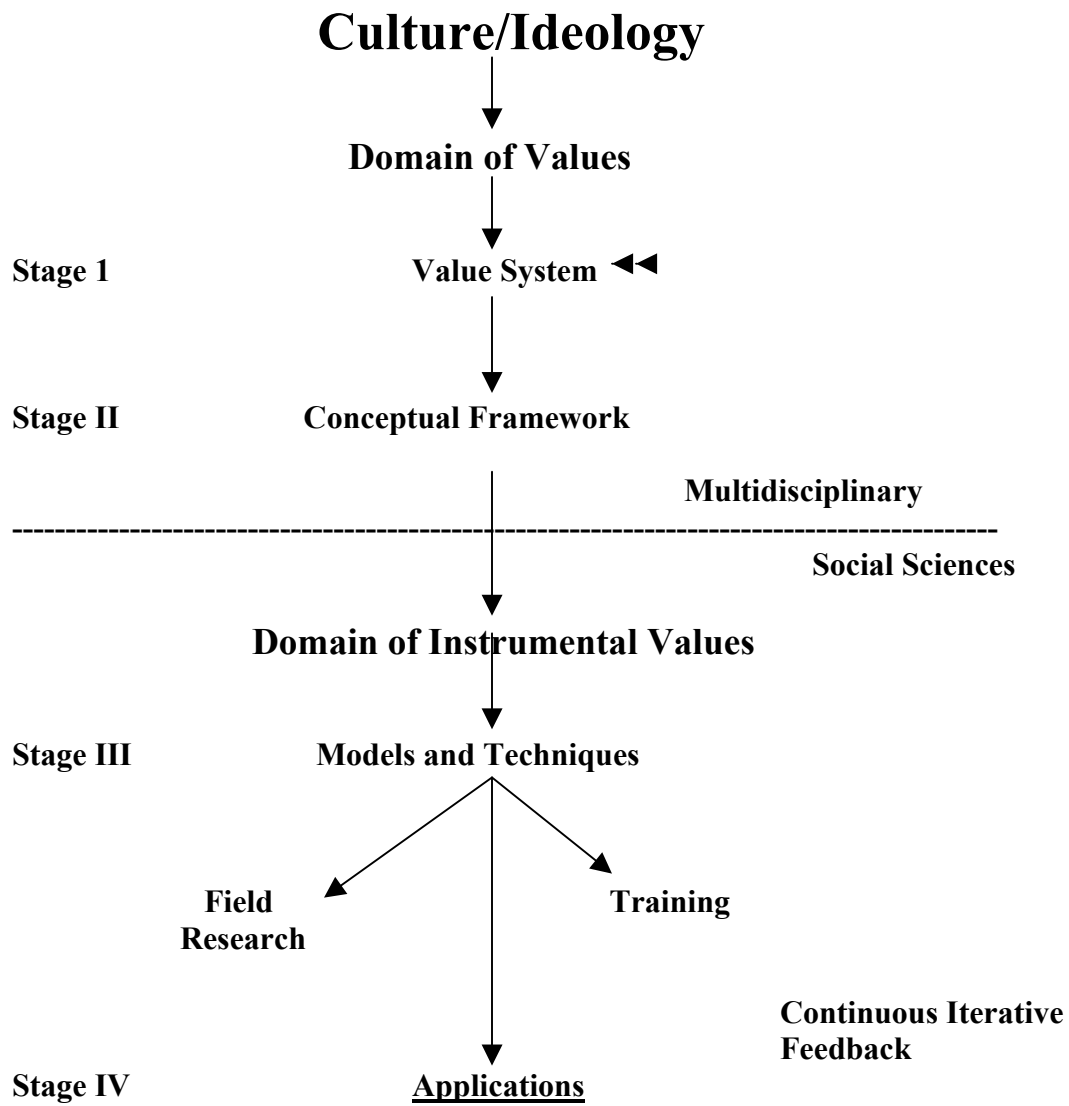 Culture/Ideology
Domain of Values
Stage 1 Value System
Stage II Conceptual Framework
Multidisciplinary
Social Sciences
Domain of Instrumental Values
Stage III Models and Techniques
Field Training
Research
Continuous Iterative
Feedback
Stage IV Applications